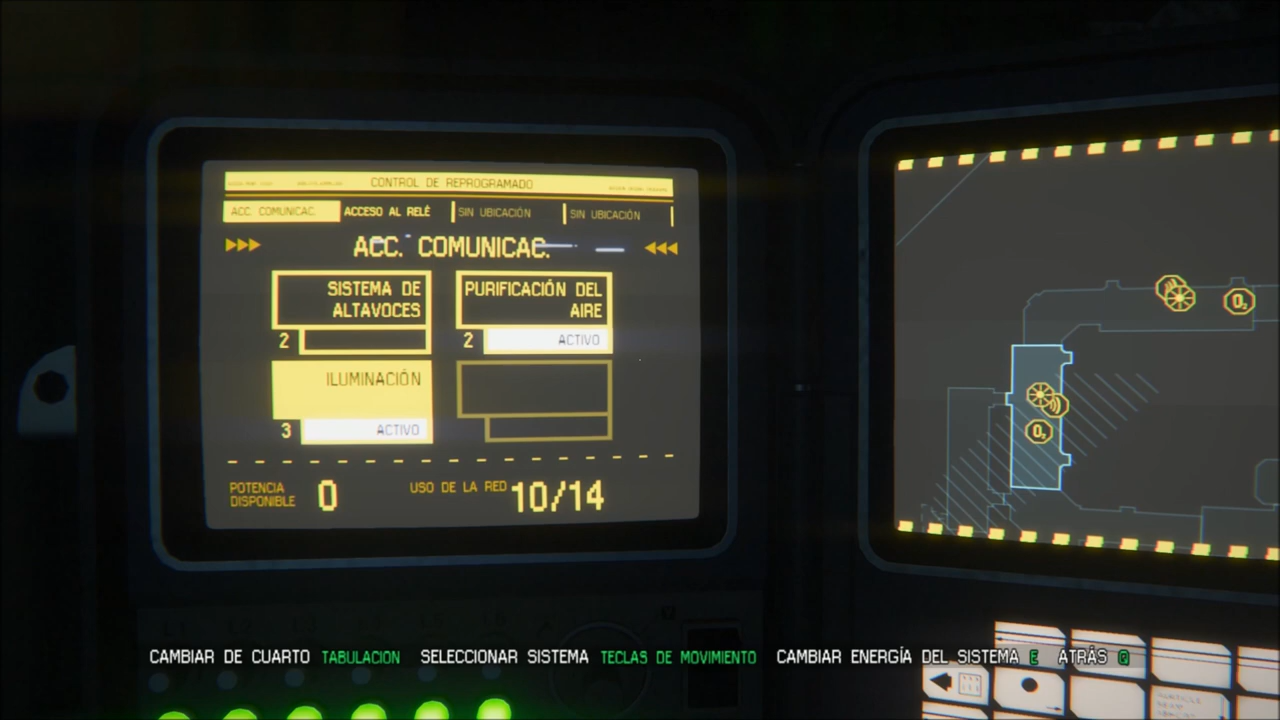 CONTROL DE REPROGRAMADO
ACC. COMUNICAC. ACCESO AL RELÉ SIN UBICACIÓN SIN UBICACIÓN
ACC. COMUNICAC.
SISTEMA DE
ALTAVOCES
2
PURIFICACIÓN DEL
AIRE
2 ACTIVO
ILUMINACIÓN
3 ACTIVO
POTENCIA
DISPONIBLE 0
USO DE LA RED 10/14
O₂
O₂
CAMBIAR DE CUARTO TABULACION SELECCIONAR SISTEMA TECLAS DE MOVIMIENTO CAMBIAR ENERGÍA DEL SISTEMA E ATRÁS Q